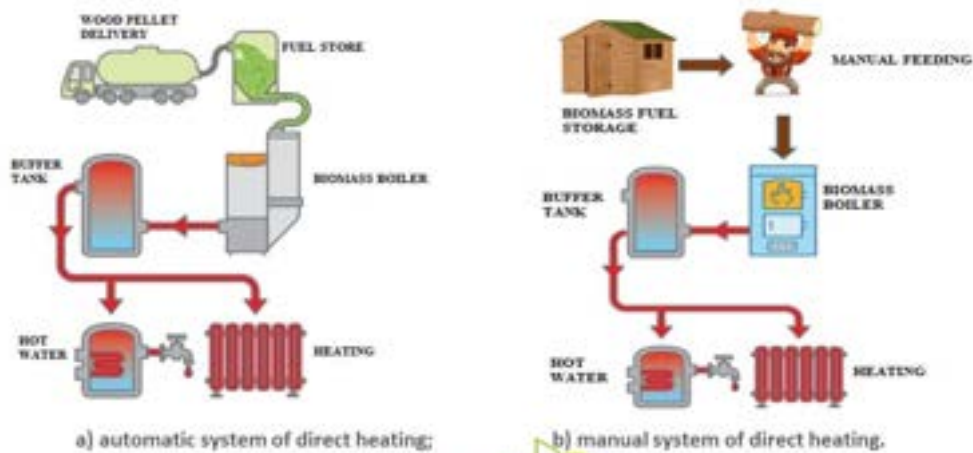 WOOD PELLET
DELIVERY
FUEL STORE
BUFFER
TANK
BIOMASS BOILER
HOT
WATER
HEATING
a) automatic system of direct heating;
BIOMASS FUEL
STORAGE
MANUAL FEEDING
BUFFER
TANK
BIOMASS
BOILER
HOT
WATER
HEATING
b) manual system of direct heating.